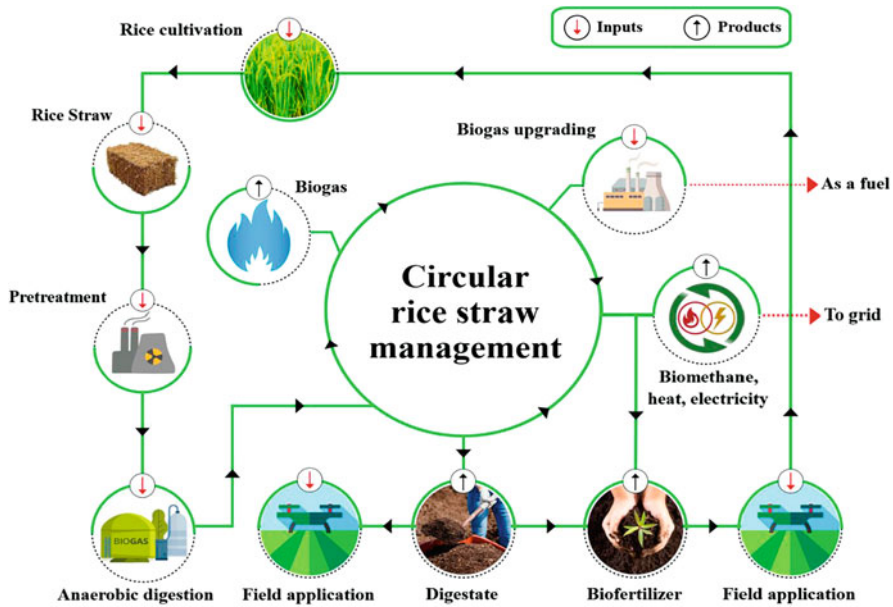 Rice cultivation
Inputs
Products
Rice Straw
Biogas upgrading
Biogas
As a fuel
Circular
rice straw
management
Pretreatment
To grid
Biomethane,
heat, electricity
BIOGAS
Anaerobic digestion
Field application
Digestate
Biofertilizer
Field application